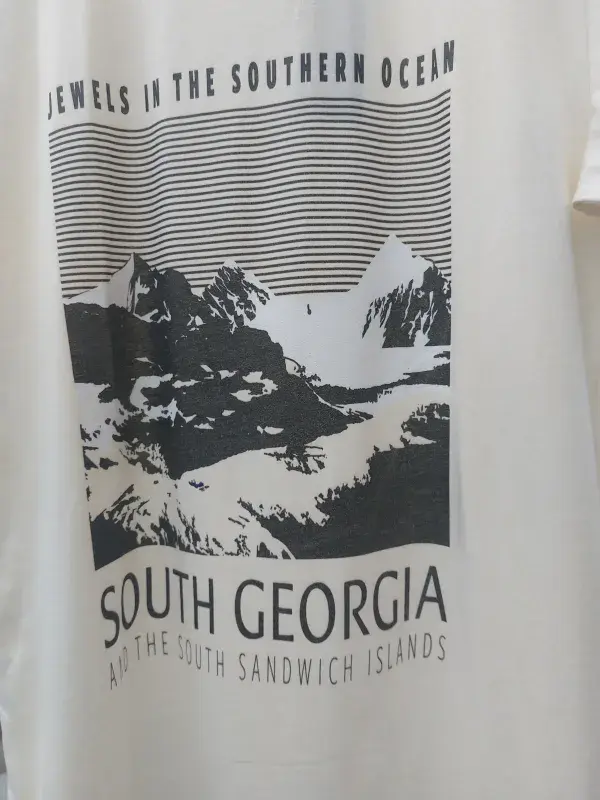 JEWELS IN THE SOUTHERN OCEAN
SOUTH GEORGIA
AND THE SOUTH SANDWICH ISLANDS